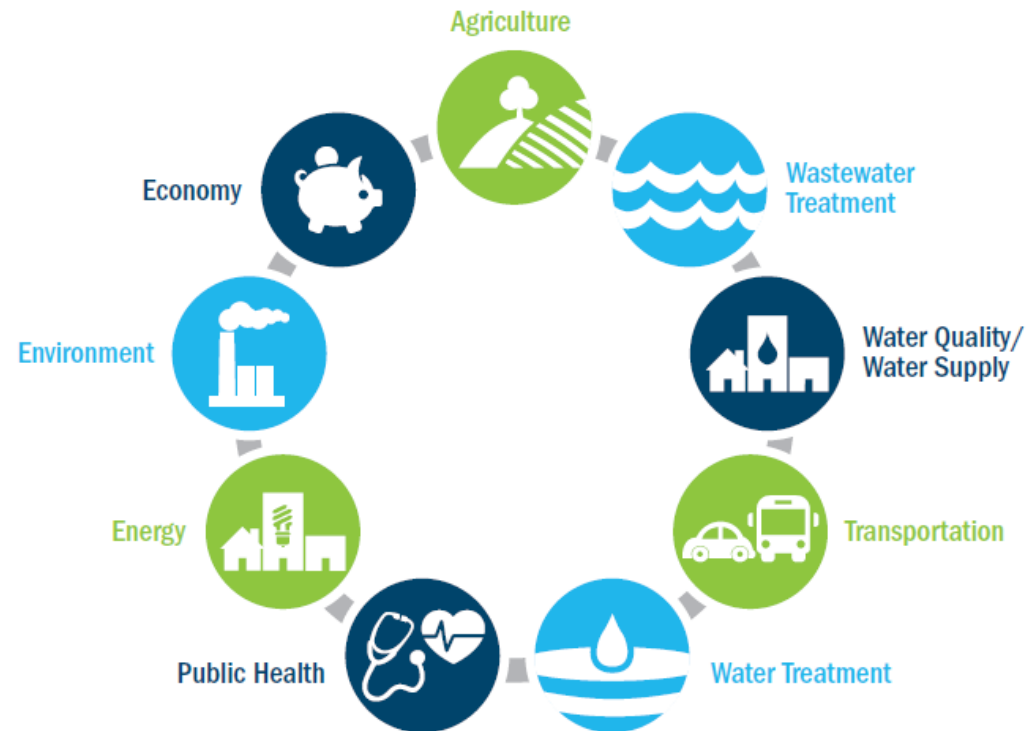 Agriculture
Economy
Wastewater
Treatment
Environment
Water Quality/
Water Supply
Energy
Transportation
Public Health
Water Treatment